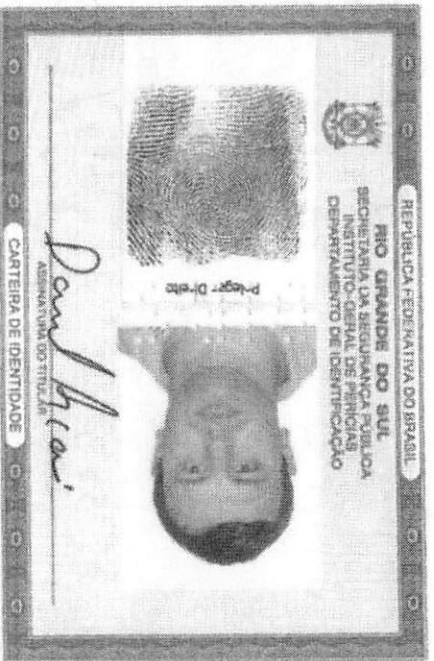 REPÚBLICA FEDERATIVA DO BRASIL
RIO GRANDE DO SUL
SECRETARIA DA SEGURANÇA PÚBLICA
INSTITUTO-GERAL DE PERÍCIAS
DEPARTAMENTO DE IDENTIFICAÇÃO
Polegar Direito
ASSINATURA DO TITULAR
CARTEIRA DE IDENTIDADE